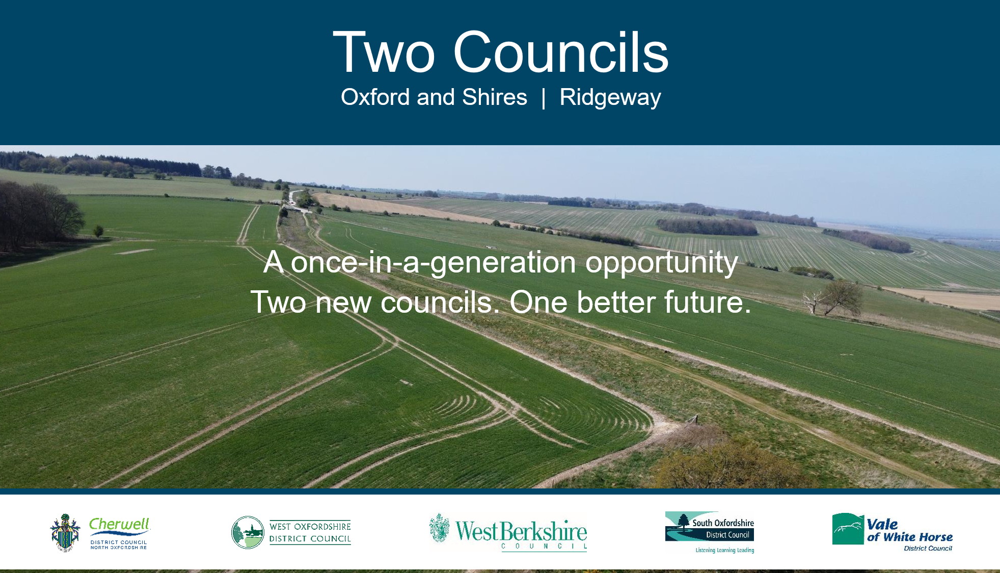 Two Councils
Oxford and Shires | Ridgeway
A once-in-a-generation opportunity
Two new councils. One better future.
Cherwell
DISTRICT COUNCIL
NORTH OXFORDSHIRE
WEST OXFORDSHIRE
DISTRICT COUNCIL
West Berkshire
COUNCIL
South Oxfordshire
District Council
Listening Learning Leading
Vale
of White Horse
District Council